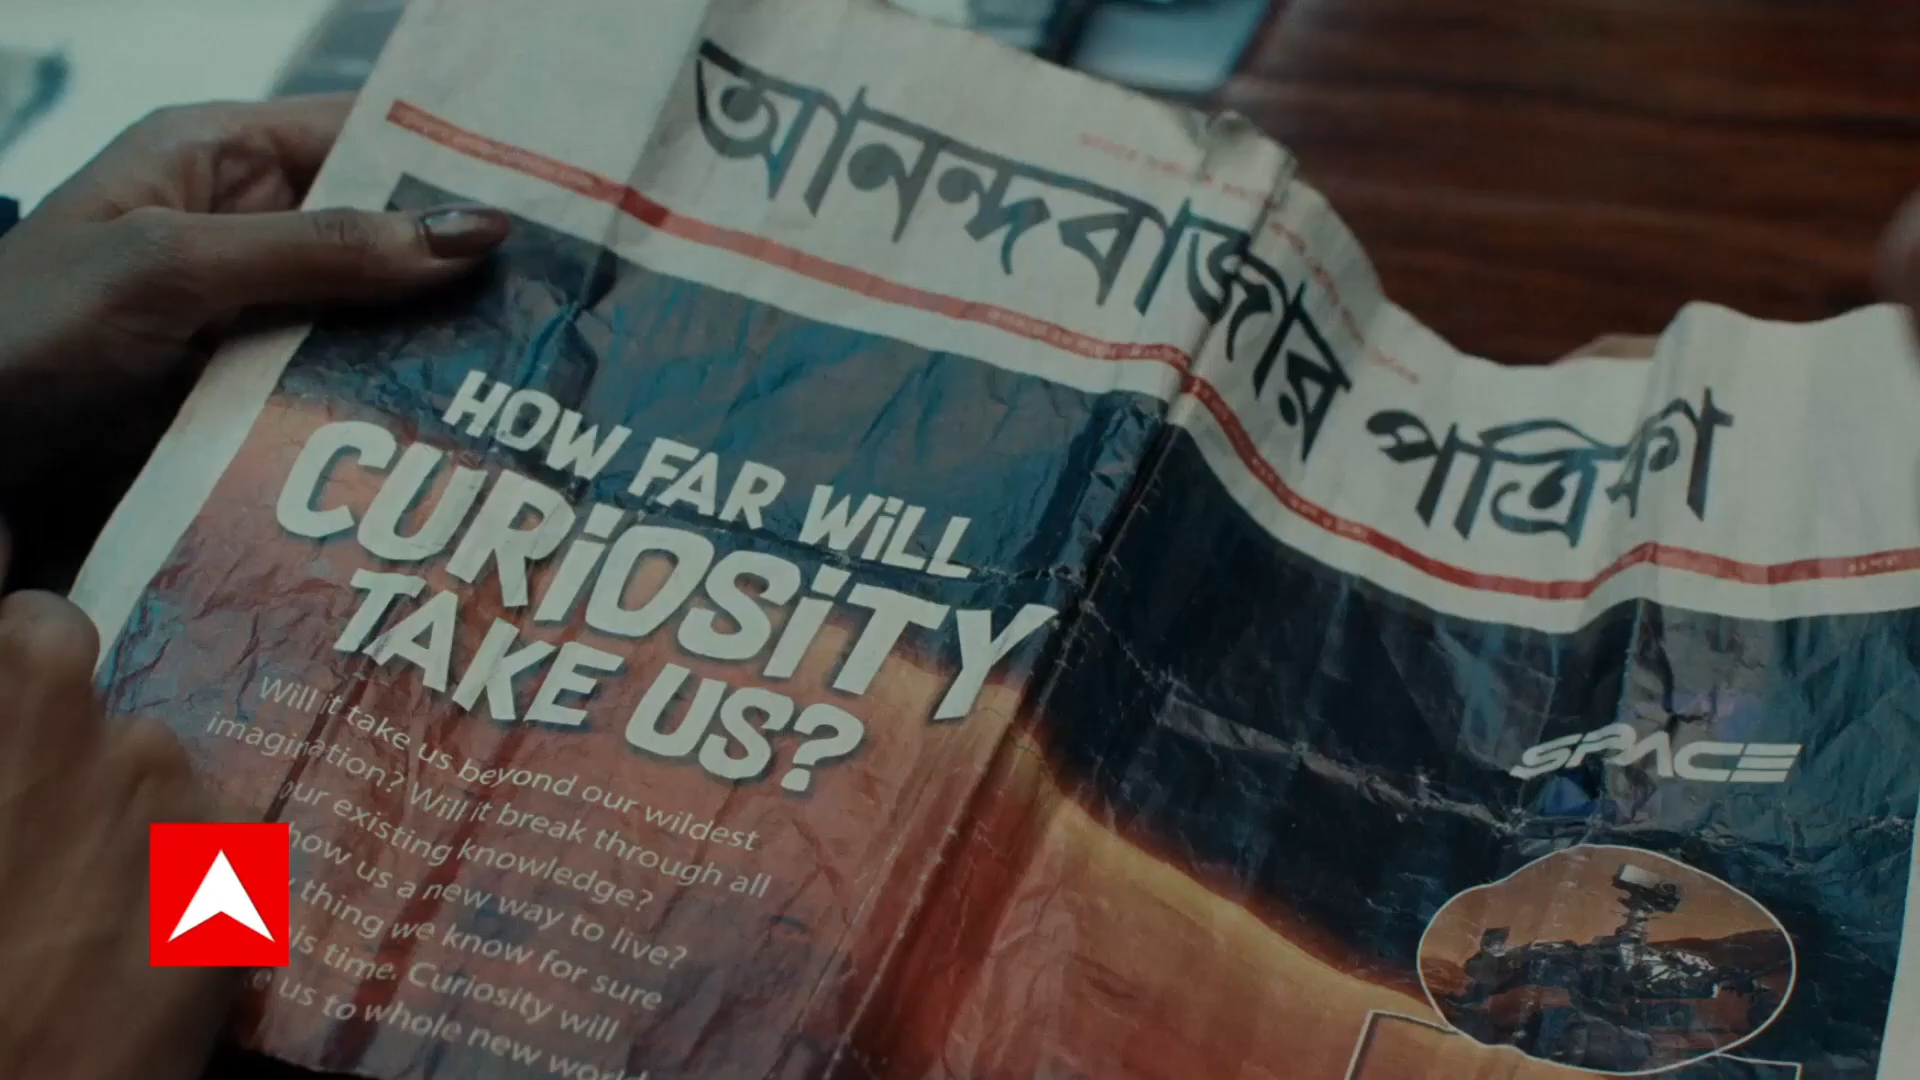 আনন্দবাজার পত্রিকা
HOW FAR WiLL
CURiOSiTY
TAKE US?
Will it take us beyond our wildest
imagination? Will it break through all
our existing knowledge?
how us a new way to live?
thing we know for sure
is time. Curiosity will
us to whole new
SPACE